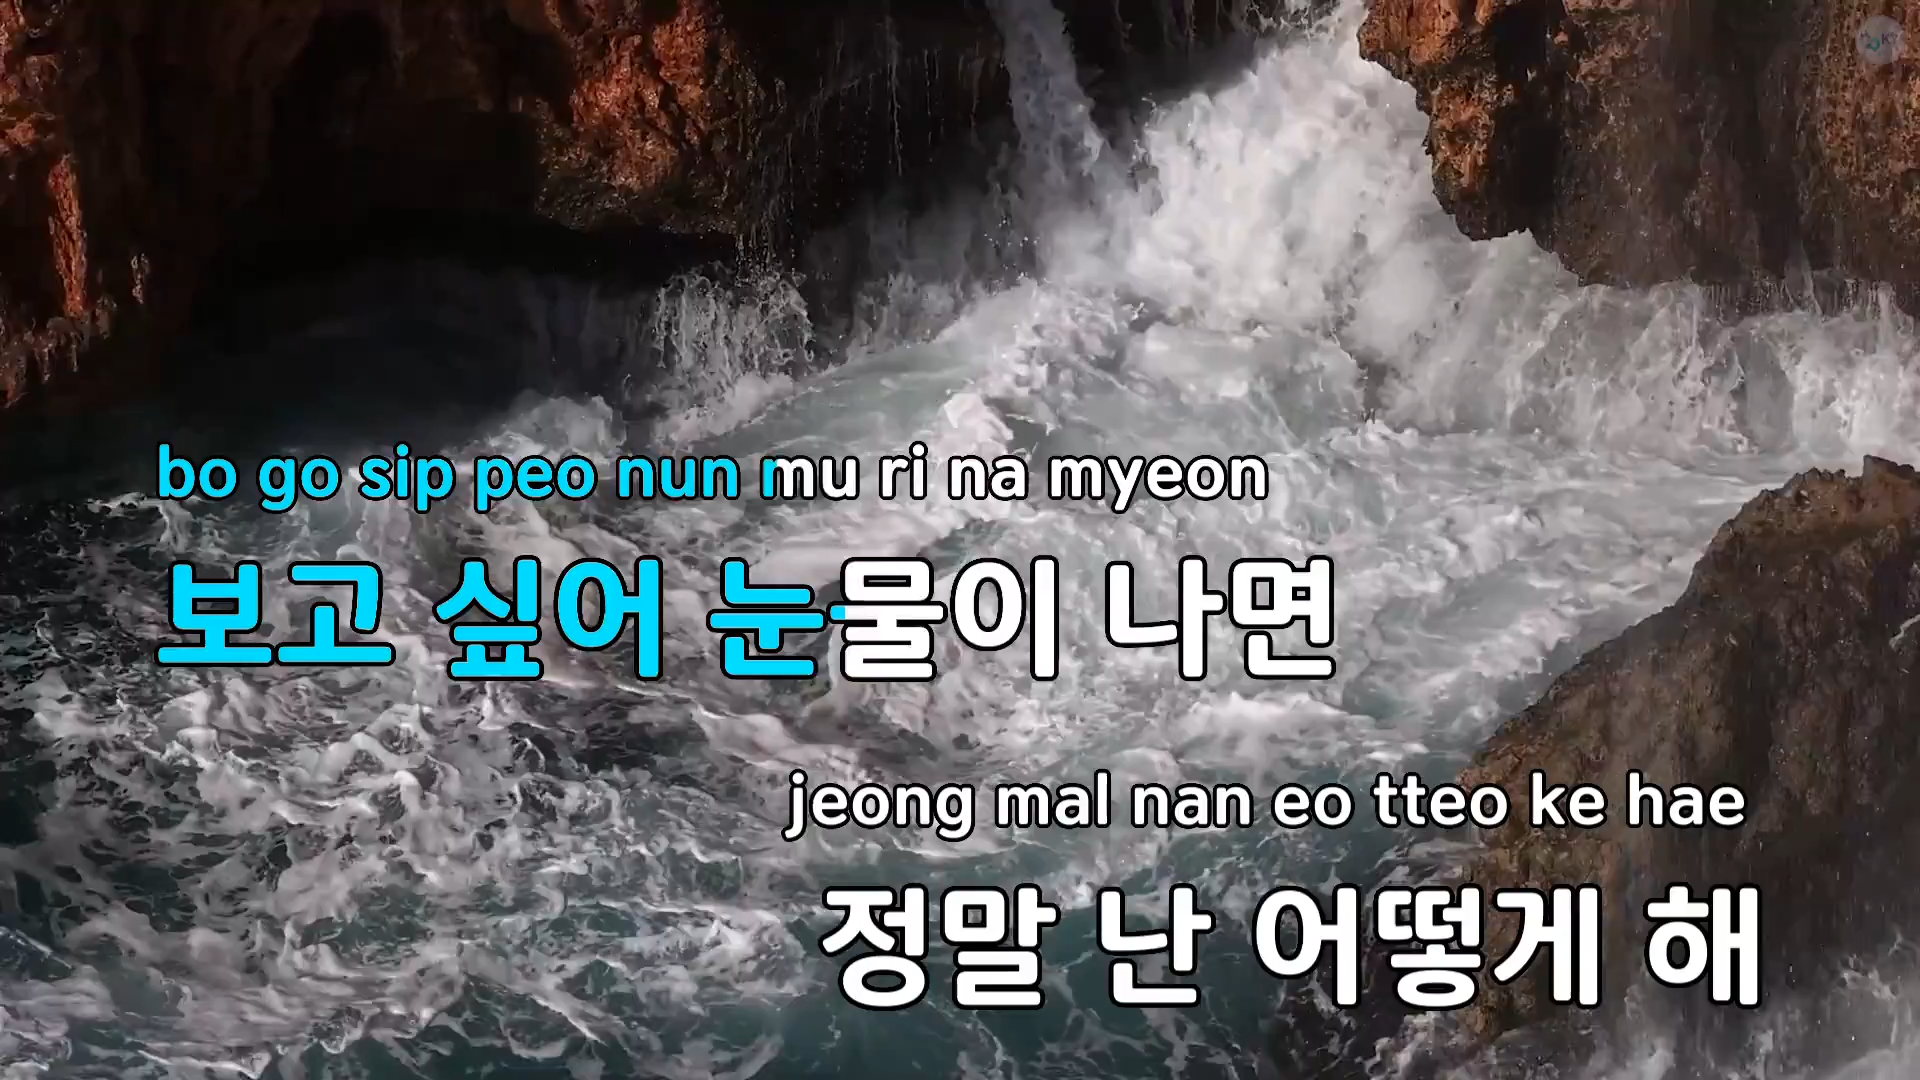 bo go sip peo nun mu ri na myeon
보고 싶어 눈물이 나면
jeong mal nan eo tteo ke hae
정말 난 어떻게 해